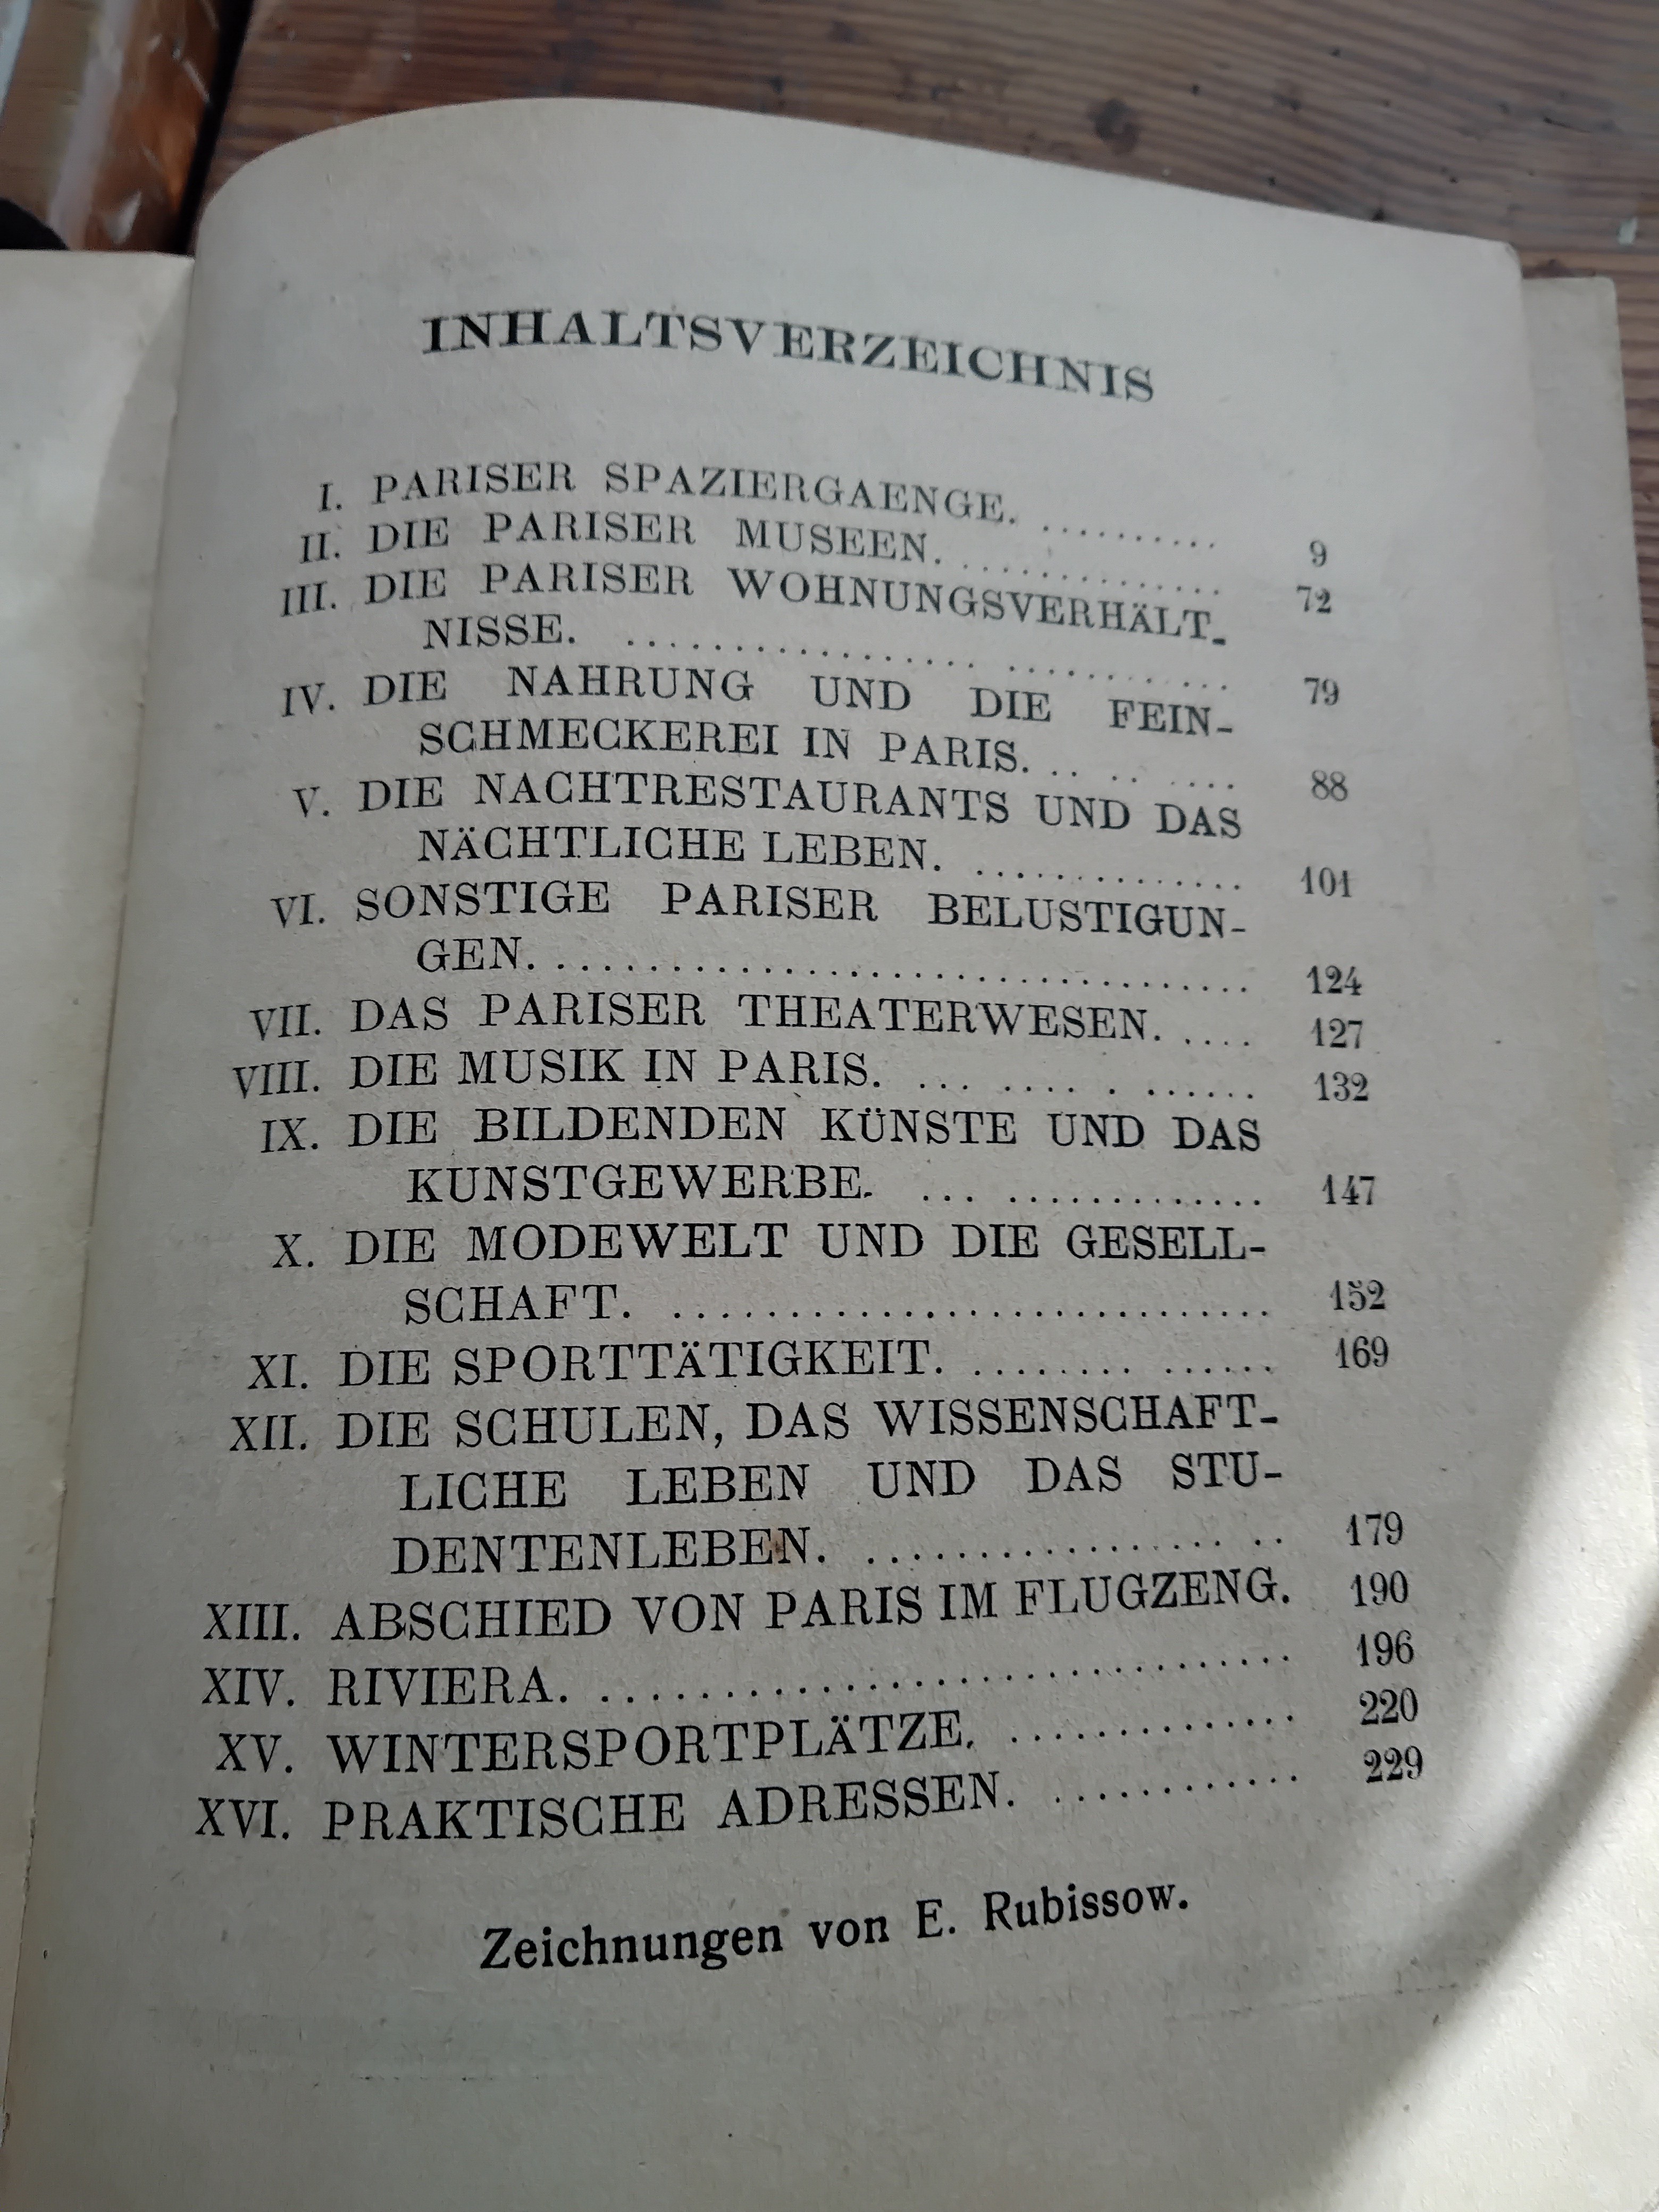 INHALTSVERZEICHNIS
I. PARISER SPAZIERGAENGE. .......... 9
II. DIE PARISER MUSEEN. .............. 72
III. DIE PARISER WOHNUNGSVERHÄLT-
NISSE. ............................ 79
IV. DIE NAHRUNG UND DIE FEIN-
SCHMECKEREI IN PARIS. .. .. .... 88
V. DIE NACHTRESTAURANTS UND DAS
NÄCHTLICHE LEBEN. .............. 101
VI. SONSTIGE PARISER BELUSTIGUN-
GEN. ............................... 124
VII. DAS PARISER THEATERWESEN. .... 127
VIII. DIE MUSIK IN PARIS. ... .... . ...... 132
IX. DIE BILDENDEN KÜNSTE UND DAS
KUNSTGEWERBE. ... ............. 147
X. DIE MODEWELT UND DIE GESELL-
SCHAFT. ........................... 152
XI. DIE SPORTTÄTIGKEIT. ........ ...... 169
XII. DIE SCHULEN, DAS WISSENSCHAFT-
LICHE LEBEN UND DAS STU-
DENTENLEBEN. ................ .. 179
XIII. ABSCHIED VON PARIS IM FLUGZENG. 190
XIV. RIVIERA. .............................. 196
XV. WINTERSPORTPLÄTZE. ............. 220
XVI. PRAKTISCHE ADRESSEN. ........... 229
Zeichnungen von E. Rubissow.